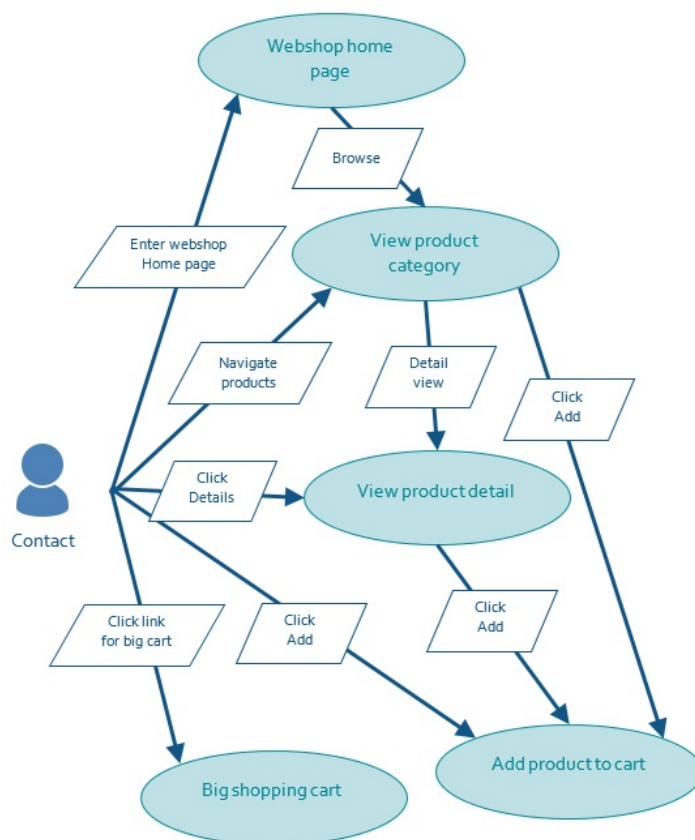 Webshop home
page
Browse
Enter webshop
Home page
View product
category
Navigate
products
Detail
view
Click
Add
Click
Details
View product detail
Contact
Click link
for big cart
Click
Add
Click
Add
Big shopping cart
Add product to cart